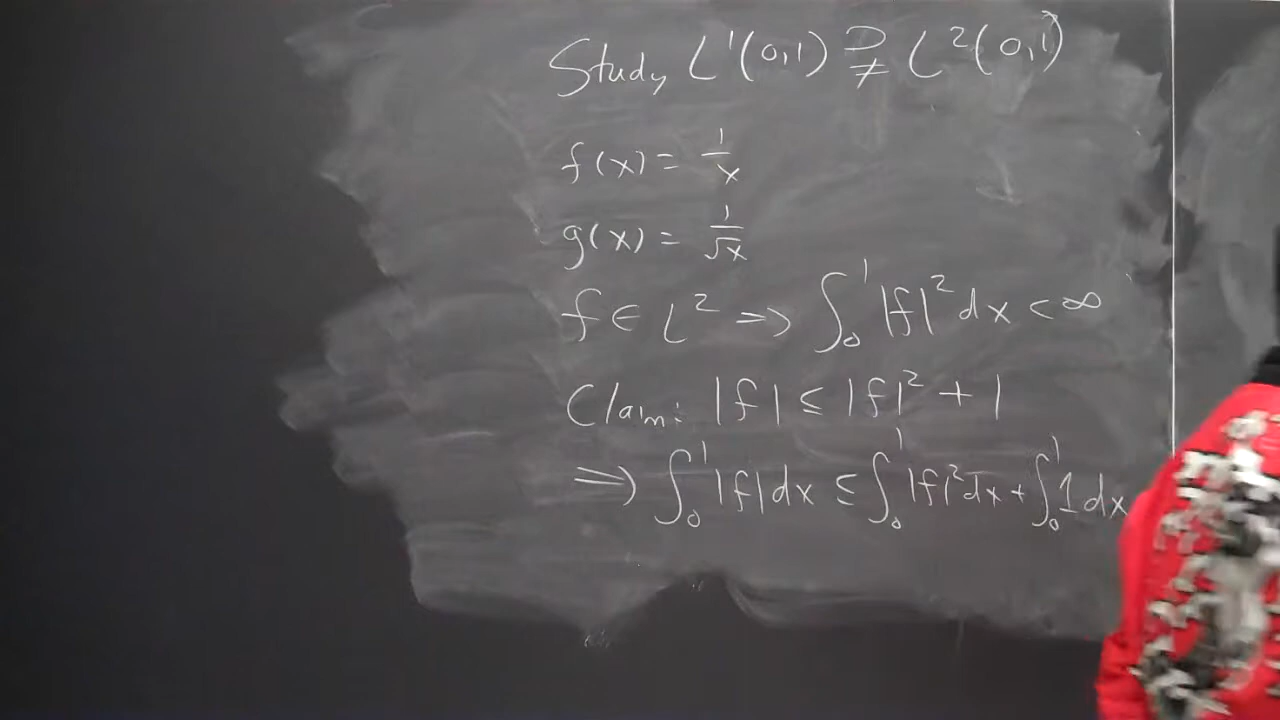 Study L¹(0,1) ⊋ L²(0,1)
f(x) = 1/x
g(x) = 1/√x
f ∈ L² ⇒ ∫₀¹ |f|² dx < ∞
Claim: |f| ≤ |f|² + 1
⇒ ∫₀¹ |f| dx ≤ ∫₀¹ |f|² dx + ∫₀¹ 1 dx